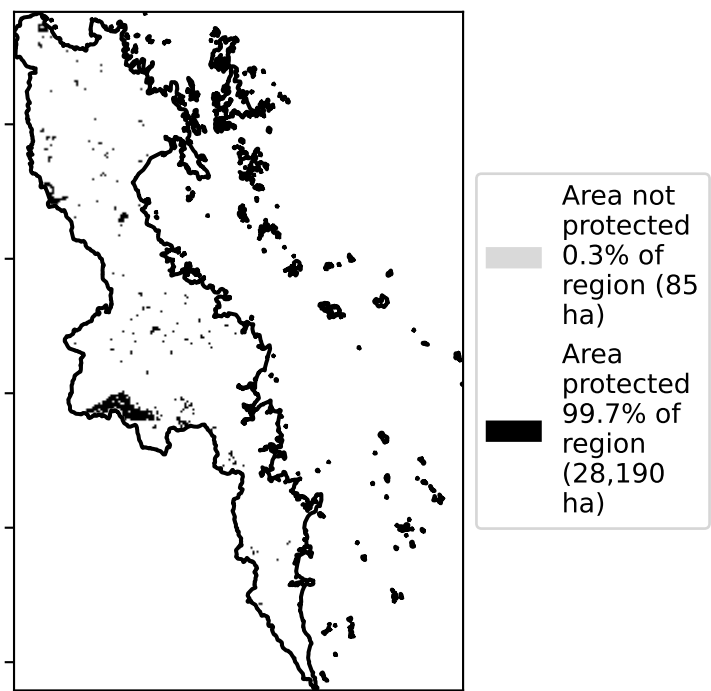 Area not
protected
0.3% of
region (85
ha)
Area
protected
99.7% of
region
(28,190
ha)